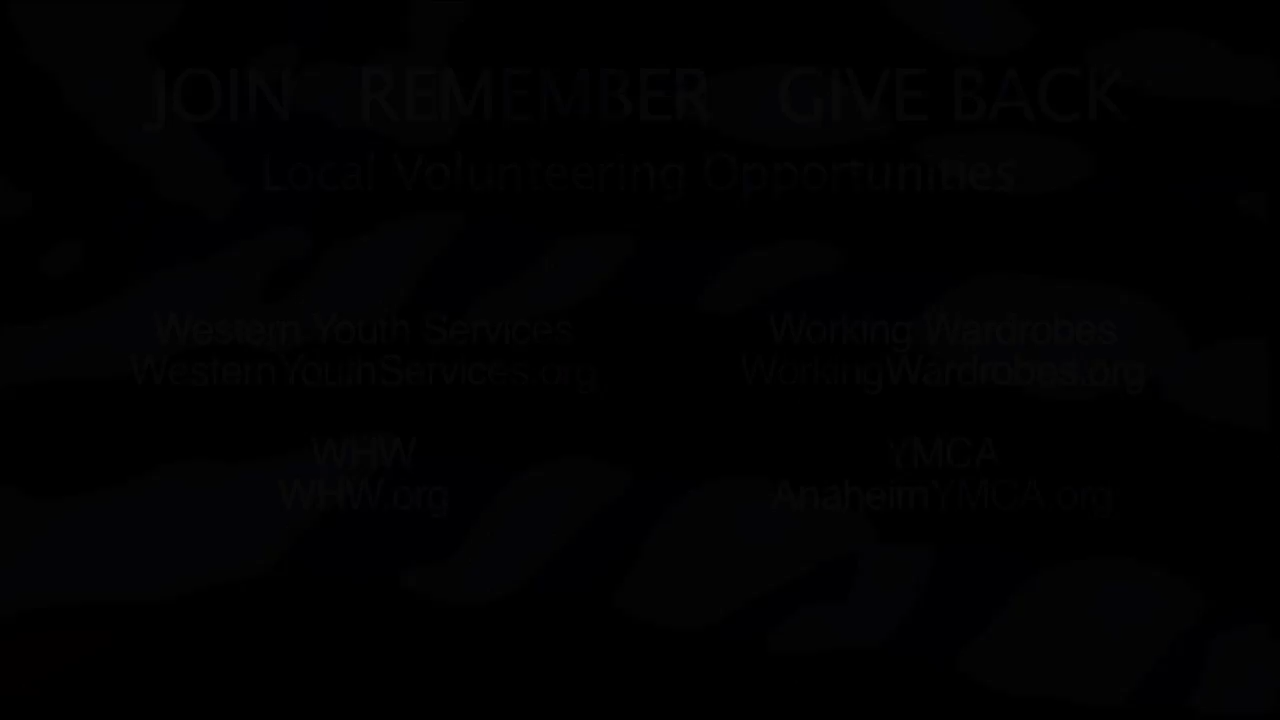 JOIN REMEMBER GIVE BACK
Local Volunteering Opportunities
Western Youth Services
WesternYouthServices.org
Working Wardrobes
WorkingWardrobes.org
WHW
WHW.org
YMCA
AnaheimYMCA.org